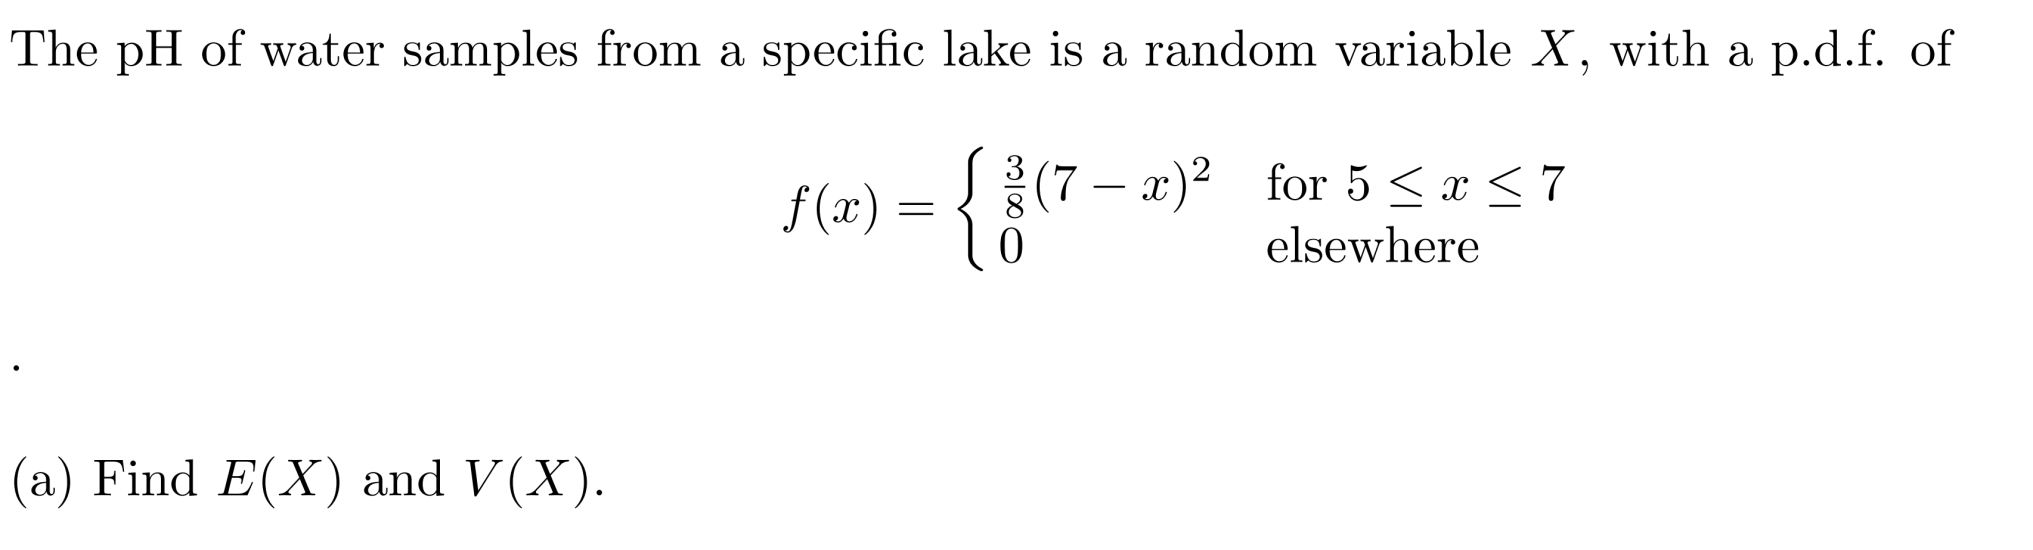 The pH of water samples from a specific lake is a random variable X, with a p.d.f. of
f(x) = { 3/8(7 − x)² for 5 ≤ x ≤ 7
0 elsewhere
.
(a) Find E(X) and V(X).